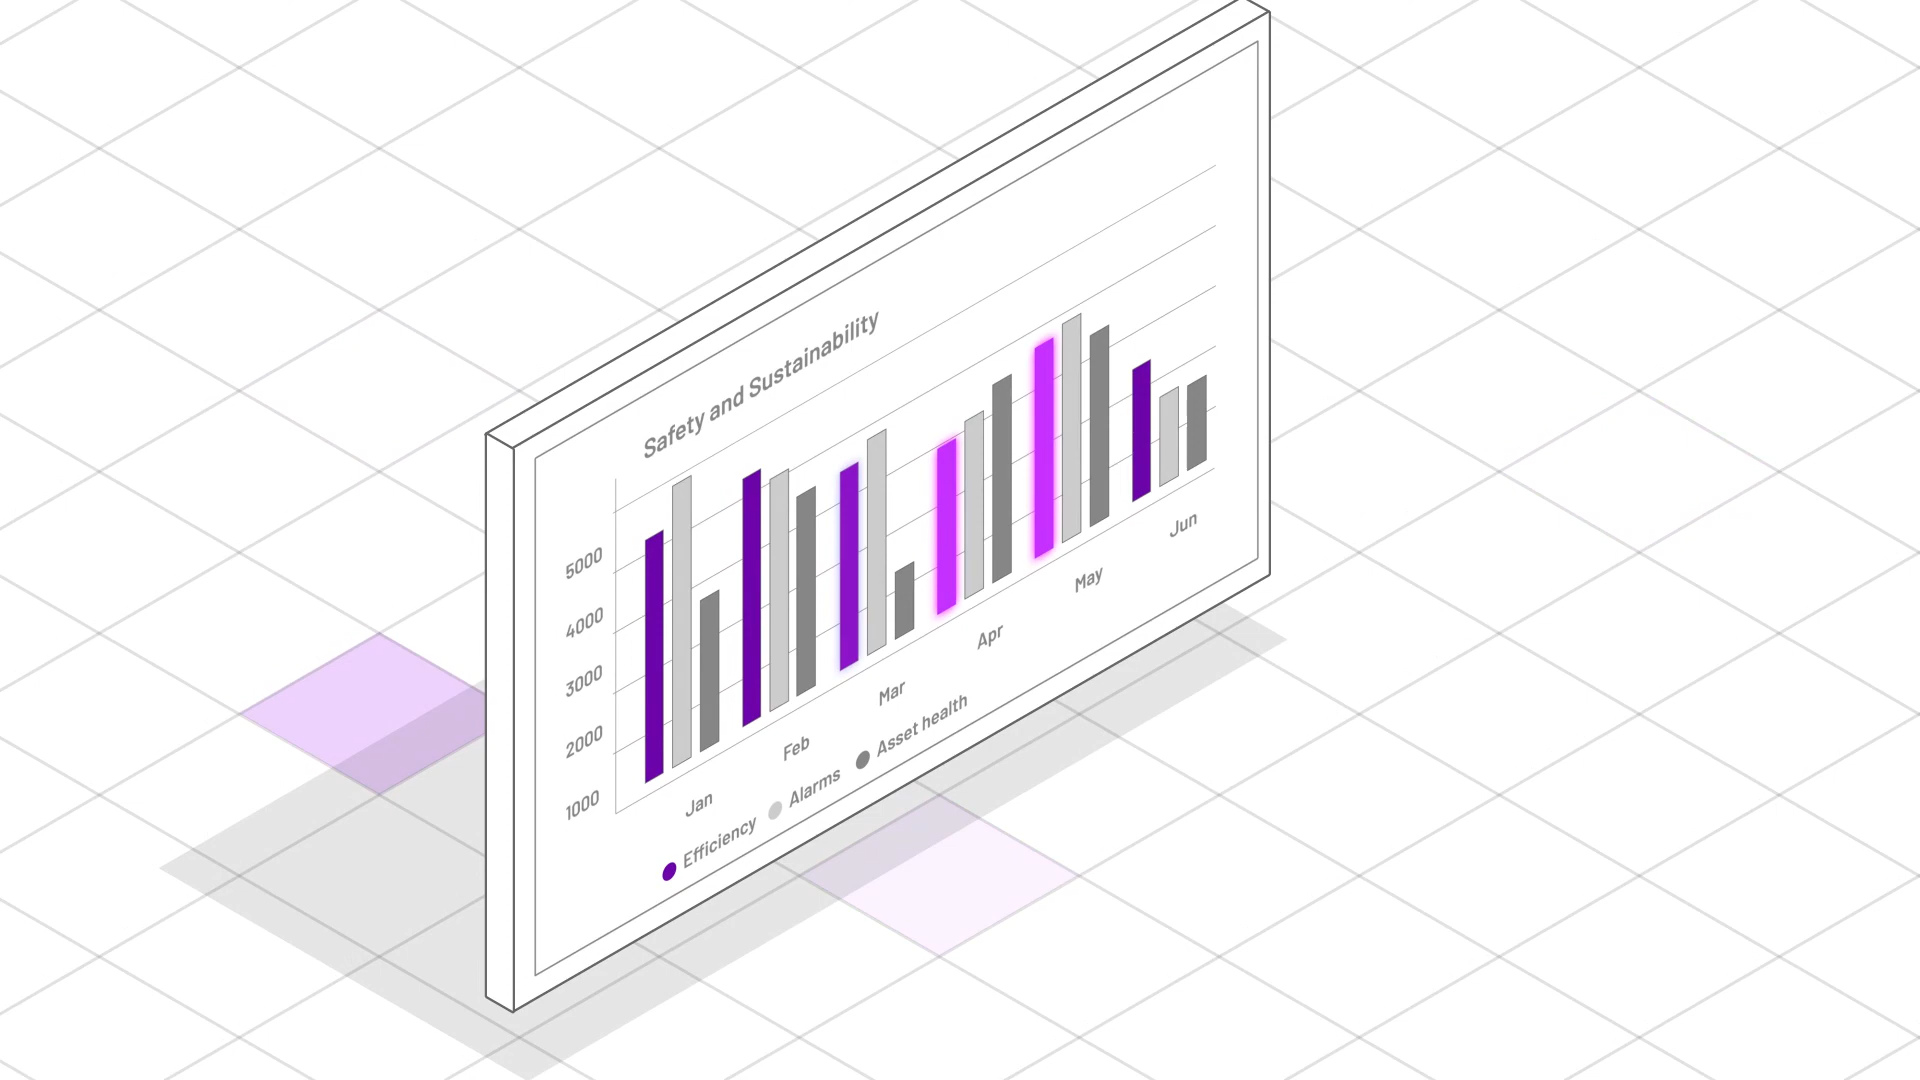 Safety and Sustainability
5000
4000
3000
2000
1000
Jan
Feb
Mar
Apr
May
Jun
Efficiency
Alarms
Asset health